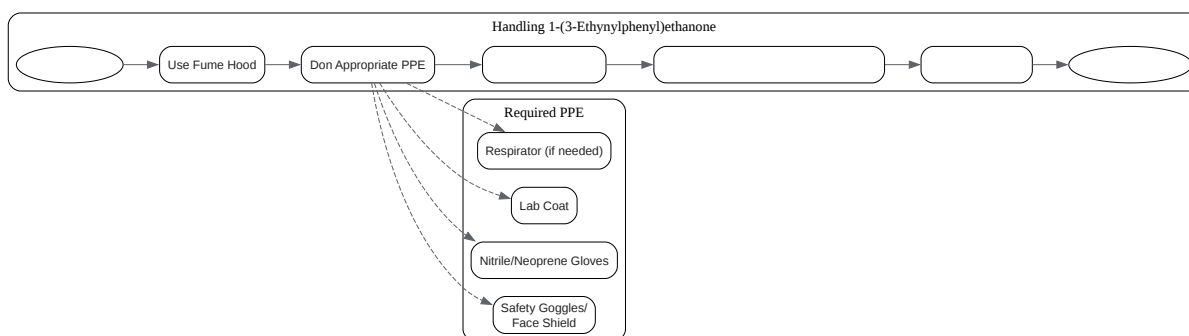 Handling 1-(3-Ethynylphenyl)ethanone
Use Fume Hood
Don Appropriate PPE
Required PPE
Respirator (if needed)
Lab Coat
Nitrile/Neoprene Gloves
Safety Goggles/
Face Shield